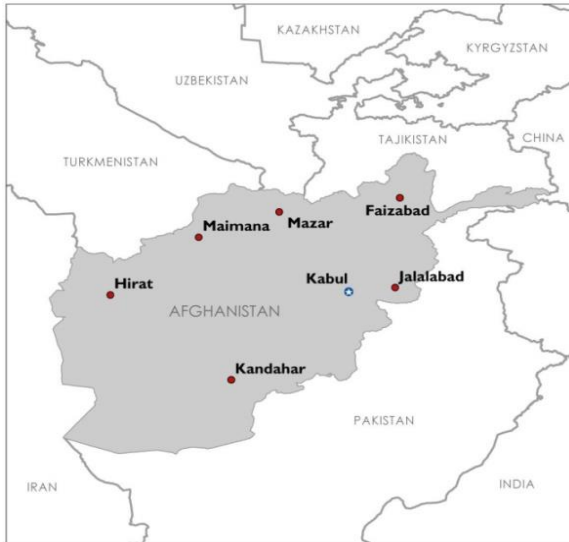 KAZAKHSTAN
KYRGYZSTAN
UZBEKISTAN
TAJIKISTAN
CHINA
TURKMENISTAN
Faizabad
Mazar
Maimana
Hirat
Kabul
Jalalabad
AFGHANISTAN
Kandahar
PAKISTAN
IRAN
INDIA